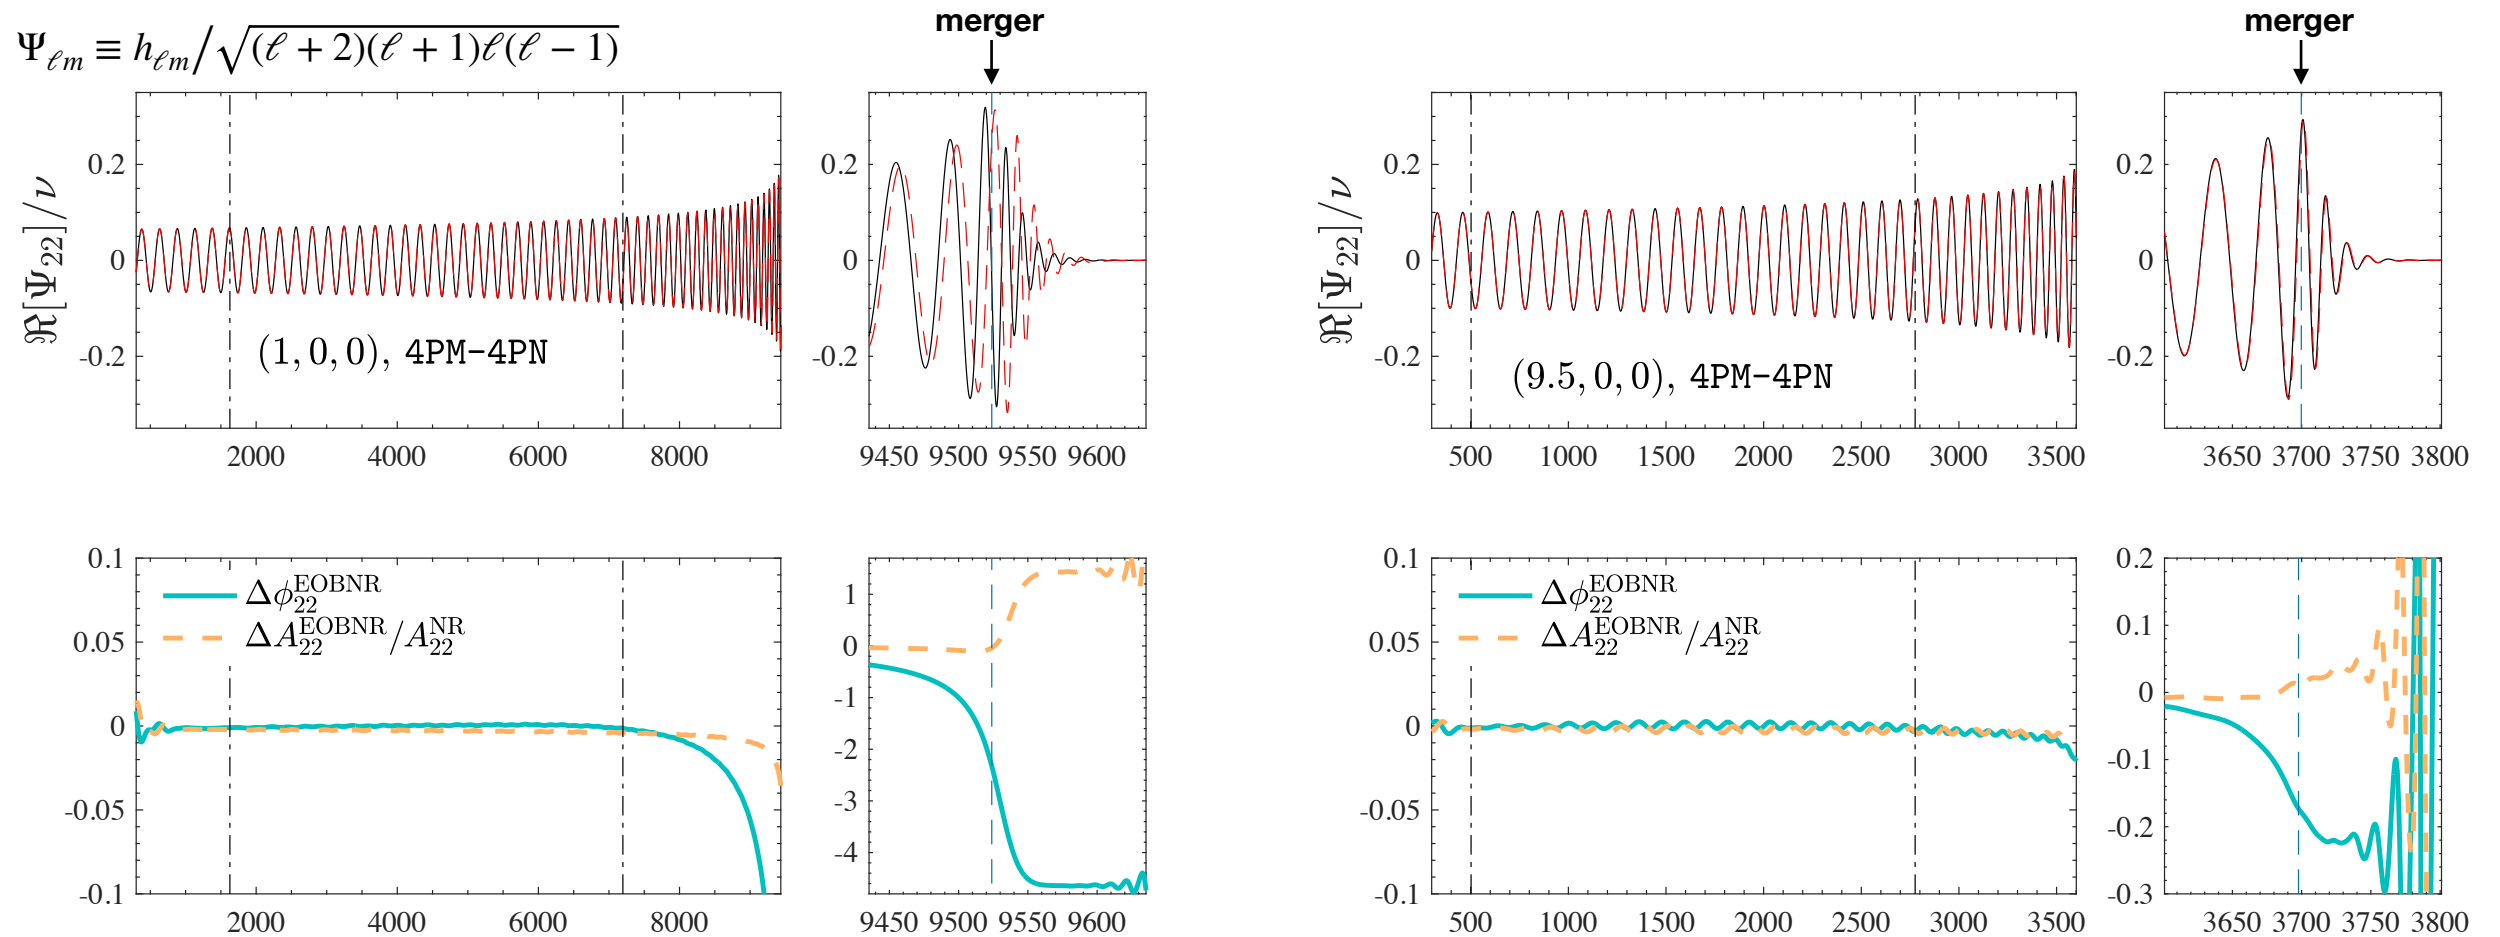 merger
merger
Ψℓm ≡ hℓm/√(ℓ + 2)(ℓ + 1)ℓ(ℓ − 1)
ℜ[Ψ22]/ν
0.2
0
-0.2
(1, 0, 0), 4PM-4PN
2000 4000 6000 8000
0.2
0
-0.2
9450 9500 9550 9600
ℜ[Ψ22]/ν
0.2
0
-0.2
(9.5, 0, 0), 4PM-4PN
500 1000 1500 2000 2500 3000 3500
0.2
0
-0.2
3650 3700 3750 3800
0.1
0.05
0
-0.05
-0.1
Δϕ22^EOBNR
ΔA22^EOBNR/A22^NR
2000 4000 6000 8000
1
0
-1
-2
-3
-4
9450 9500 9550 9600
0.1
0.05
0
-0.05
-0.1
Δϕ22^EOBNR
ΔA22^EOBNR/A22^NR
500 1000 1500 2000 2500 3000 3500
0.2
0.1
0
-0.1
-0.2
-0.3
3650 3700 3750 3800